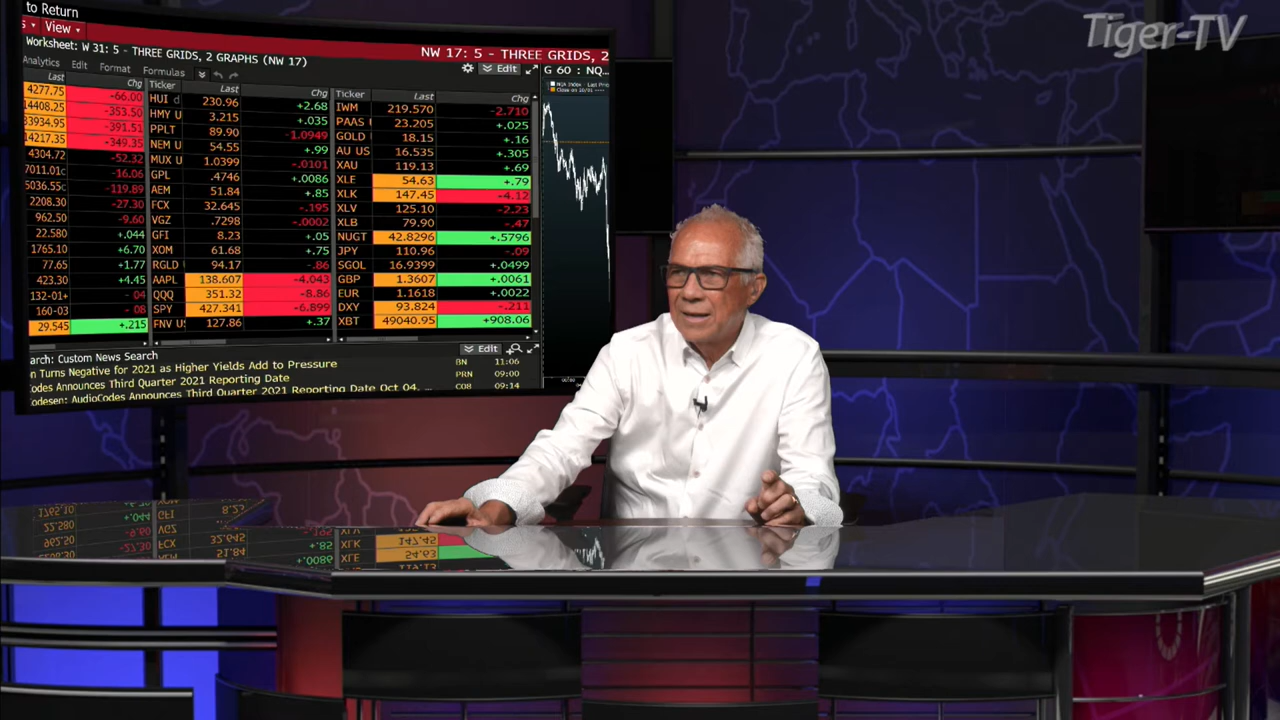 to Return
View
Tiger-TV
Worksheet: W 31: 5 - THREE GRIDS, 2 GRAPHS (NW 17)
NW 17: 5 - THREE GRIDS, 2
Analytics Edit Format Formulas
Edit
G 60 : NQ...
Last Chg Ticker Last Chg Ticker Last Chg
4277.75 -66.00 HUI d 230.96 +2.68 IWM 219.570 -2.710
14408.25 -353.50 HMY U 3.215 +.035 PAAS 23.205 +.025
33934.95 -391.51 PPLT 89.90 -1.0949 GOLD 18.15 +.16
14217.35 -349.35 NEM U 54.55 +.99 AU US 16.535 +.305
4304.72 -52.32 MUX U 1.0399 -.0101 XAU 119.13 +.69
7011.01c -16.06 GPL .4746 +.0086 XLE 54.63 +.79
5036.55c -119.89 AEM 51.84 +.85 XLK 147.45 -4.12
2208.30 -27.30 FCX 32.645 -.195 XLV 125.10 -2.23
962.50 -9.60 VGZ .7298 -.0002 XLB 79.90 -.47
22.580 +.044 GFI 8.23 +.05 NUGT 42.8296 +.5796
1765.10 +6.70 XOM 61.68 +.75 JPY 110.96 -.09
77.65 +1.77 RGLD 94.17 -.86 SGOL 16.9399 +.0499
423.30 +4.45 AAPL 138.607 -4.043 GBP 1.3607 +.0061
132-01+ - 04 QQQ 351.32 -8.86 EUR 1.1618 +.0022
160-03 - 08 SPY 427.341 -6.899 DXY 93.824 -.211
29.545 +.215 FNV US 127.86 +.37 XBT 49040.95 +908.06
Edit
arch: Custom News Search
n Turns Negative for 2021 as Higher Yields Add to Pressure BN 11:06
odes Announces Third Quarter 2021 Reporting Date PRN 09:00
odesen: AudioCodes Announces Third Quarter 2021 Reporting Date Oct 04, ... CO8 09:14